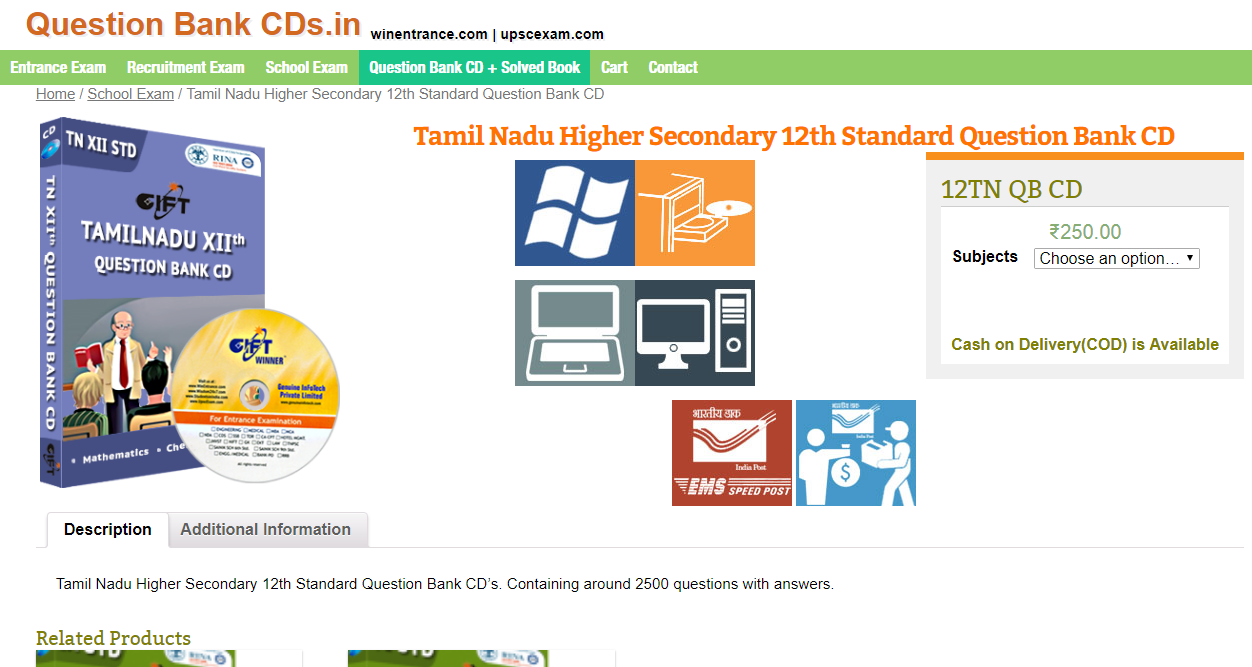 Question Bank CDs.in
winentrance.com | upscexam.com
Entrance Exam Recruitment Exam School Exam Question Bank CD + Solved Book Cart Contact
Home / School Exam / Tamil Nadu Higher Secondary 12th Standard Question Bank CD
CD TN XII STD
RINA
GIFT
TAMILNADU XIIth
QUESTION BANK CD
TN XIIth QUESTION BANK CD
GIFT
• Mathematics • Che
GIFT
WINNER
Genuine InfoTech
Private Limited
For Entrance Examination
Tamil Nadu Higher Secondary 12th Standard Question Bank CD
भारतीय डाक
India Post
EMS SPEED POST
भारतीय डाक
India Post
$
12TN QB CD
₹250.00
Subjects Choose an option…
Cash on Delivery(COD) is Available
Description Additional Information
Tamil Nadu Higher Secondary 12th Standard Question Bank CD’s. Containing around 2500 questions with answers.
Related Products